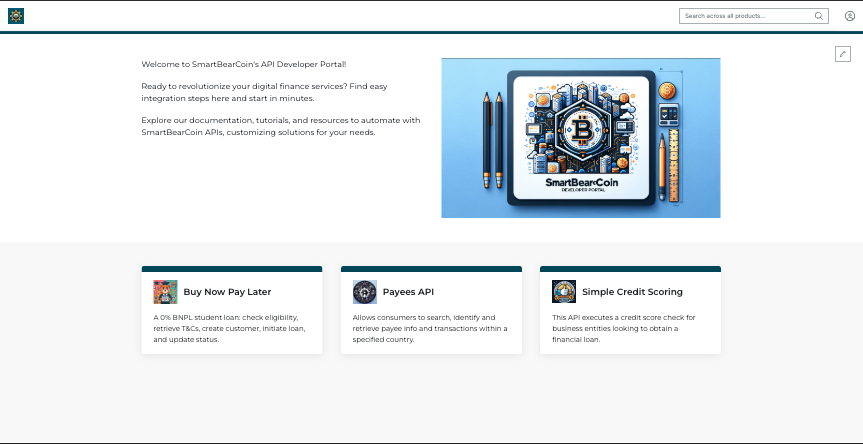 Search across all products...
Welcome to SmartBearCoin's API Developer Portal!
Ready to revolutionize your digital finance services? Find easy
integration steps here and start in minutes.
Explore our documentation, tutorials, and resources to automate with
SmartBearCoin APIs, customizing solutions for your needs.
B
SmartBearCoin
DEVELOPER PORTAL
Buy Now Pay Later
A 0% BNPL student loan: check eligibility,
retrieve T&Cs, create customer, initiate loan,
and update status.
Payees API
Allows consumers to search, identify and
retrieve payee info and transactions within a
specified country.
Simple Credit Scoring
This API executes a credit score check for
business entities looking to obtain a
financial loan.